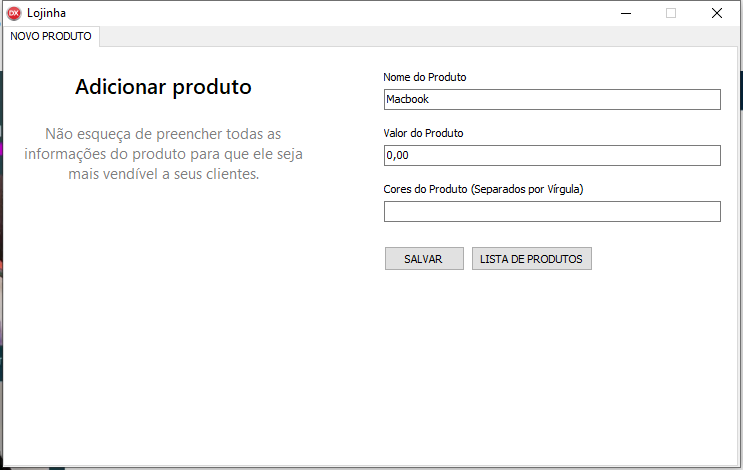 Lojinha
NOVO PRODUTO
Adicionar produto
Não esqueça de preencher todas as
informações do produto para que ele seja
mais vendível a seus clientes.
Nome do Produto
Macbook
Valor do Produto
0,00
Cores do Produto (Separados por Vírgula)
SALVAR
LISTA DE PRODUTOS